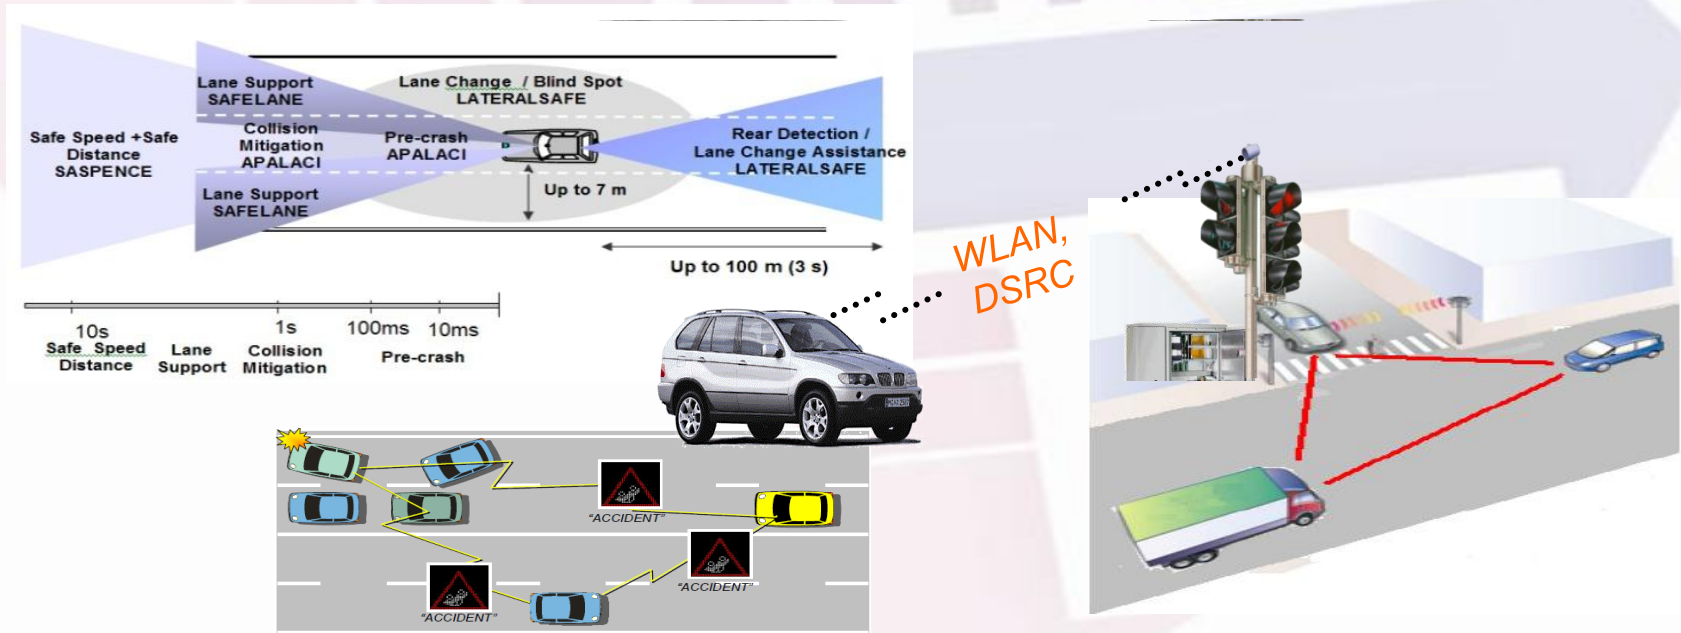 Lane Support
SAFELANE
Lane Change / Blind Spot
LATERALSAFE
Safe Speed +Safe
Distance
SASPENCE
Collision
Mitigation
APALACI
Pre-crash
APALACI
Rear Detection /
Lane Change Assistance
LATERALSAFE
Lane Support
SAFELANE
Up to 7 m
Up to 100 m (3 s)
10s
1s
100ms
10ms
Safe Speed
Distance
Lane
Support
Collision
Mitigation
Pre-crash
WLAN,
DSRC
"ACCIDENT"
"ACCIDENT"
"ACCIDENT"